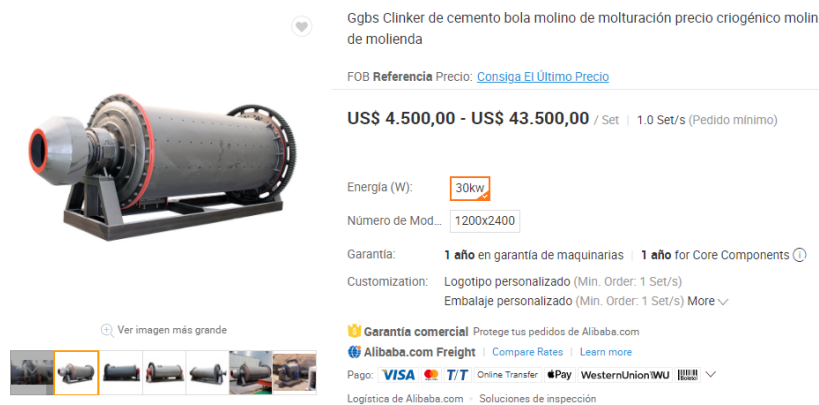 Ggbs Clinker de cemento bola molino de molturación precio criogénico molin
de molienda
FOB Referencia Precio: Consiga El Último Precio
US$ 4.500,00 - US$ 43.500,00 / Set | 1.0 Set/s (Pedido mínimo)
Energía (W): 30kw
Número de Mod... 1200x2400
Garantía: 1 año en garantía de maquinarias | 1 año for Core Components
Customization: Logotipo personalizado (Min. Order: 1 Set/s)
Embalaje personalizado (Min. Order: 1 Set/s) More
Ver imagen más grande
Garantía comercial Protege tus pedidos de Alibaba.com
Alibaba.com Freight | Compare Rates | Learn more
Pago: VISA T/T Online Transfer Pay WesternUnion WU Boleto
Logística de Alibaba.com • Soluciones de inspección